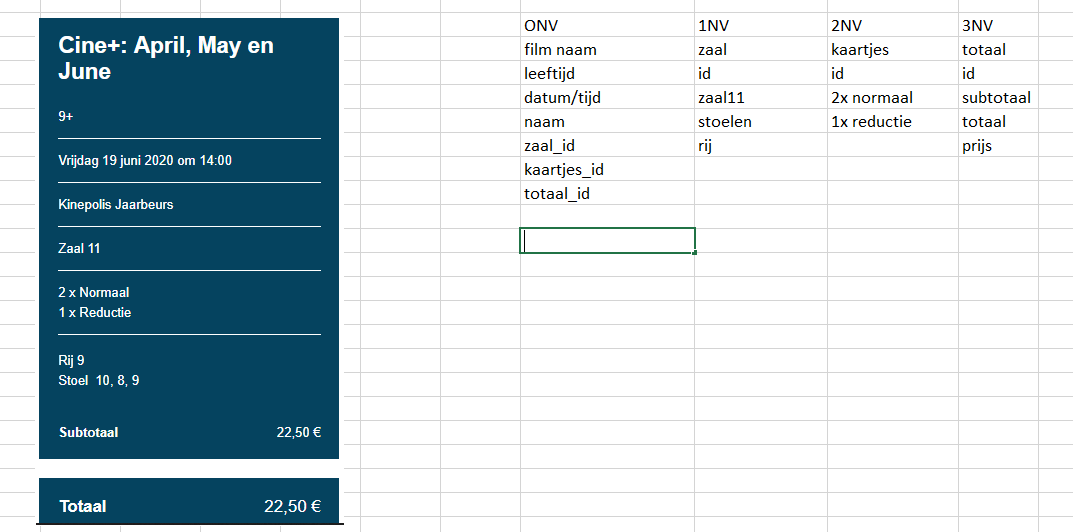 Cine+: April, May en
June
9+
Vrijdag 19 juni 2020 om 14:00
Kinepolis Jaarbeurs
Zaal 11
2 x Normaal
1 x Reductie
Rij 9
Stoel 10, 8, 9
Subtotaal 22,50 €
Totaal 22,50 €
ONV 1NV 2NV 3NV
film naam zaal kaartjes totaal
leeftijd id id id
datum/tijd zaal11 2x normaal subtotaal
naam stoelen 1x reductie totaal
zaal_id rij prijs
kaartjes_id
totaal_id